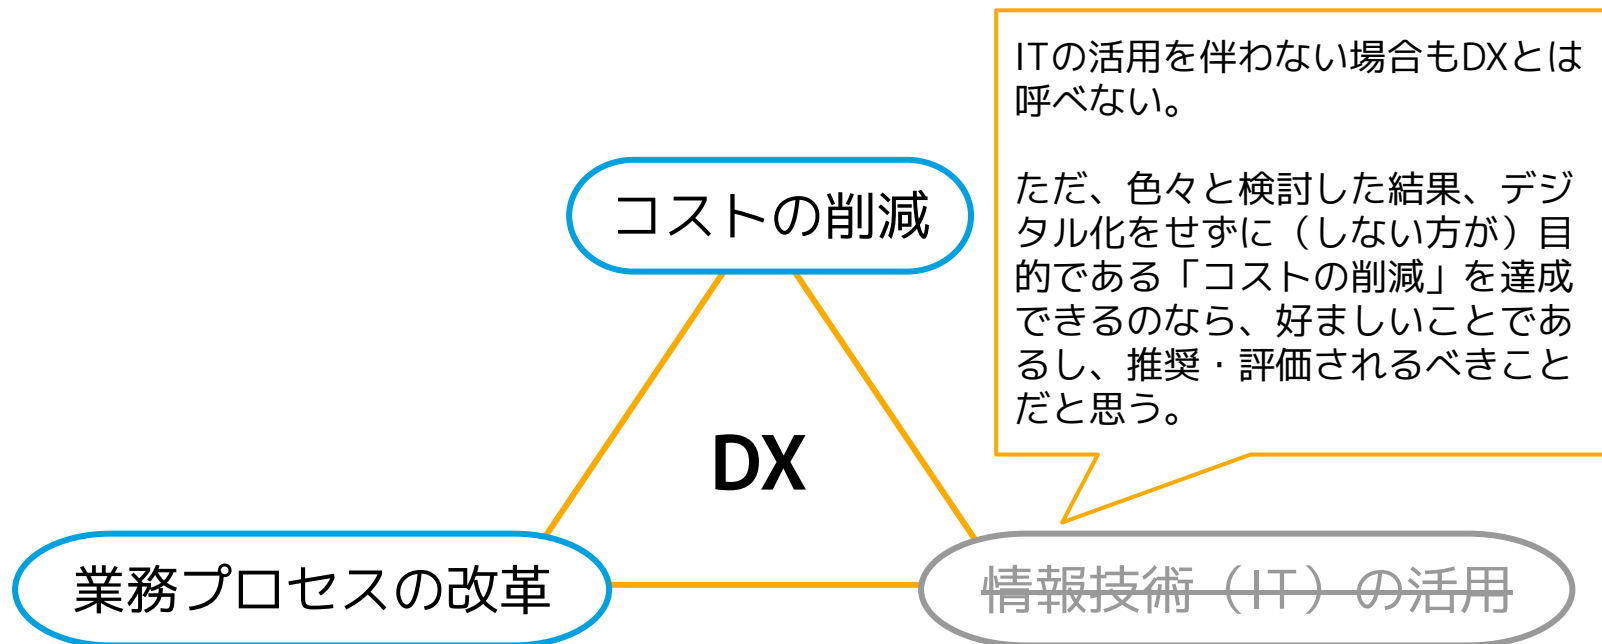 ITの活用を伴わない場合もDXとは
呼べない。
ただ、色々と検討した結果、デジ
タル化をせずに（しない方が）目
的である「コストの削減」を達成
できるのなら、好ましいことであ
るし、推奨・評価されるべきこと
だと思う。
コストの削減
DX
業務プロセスの改革
情報技術（IT）の活用